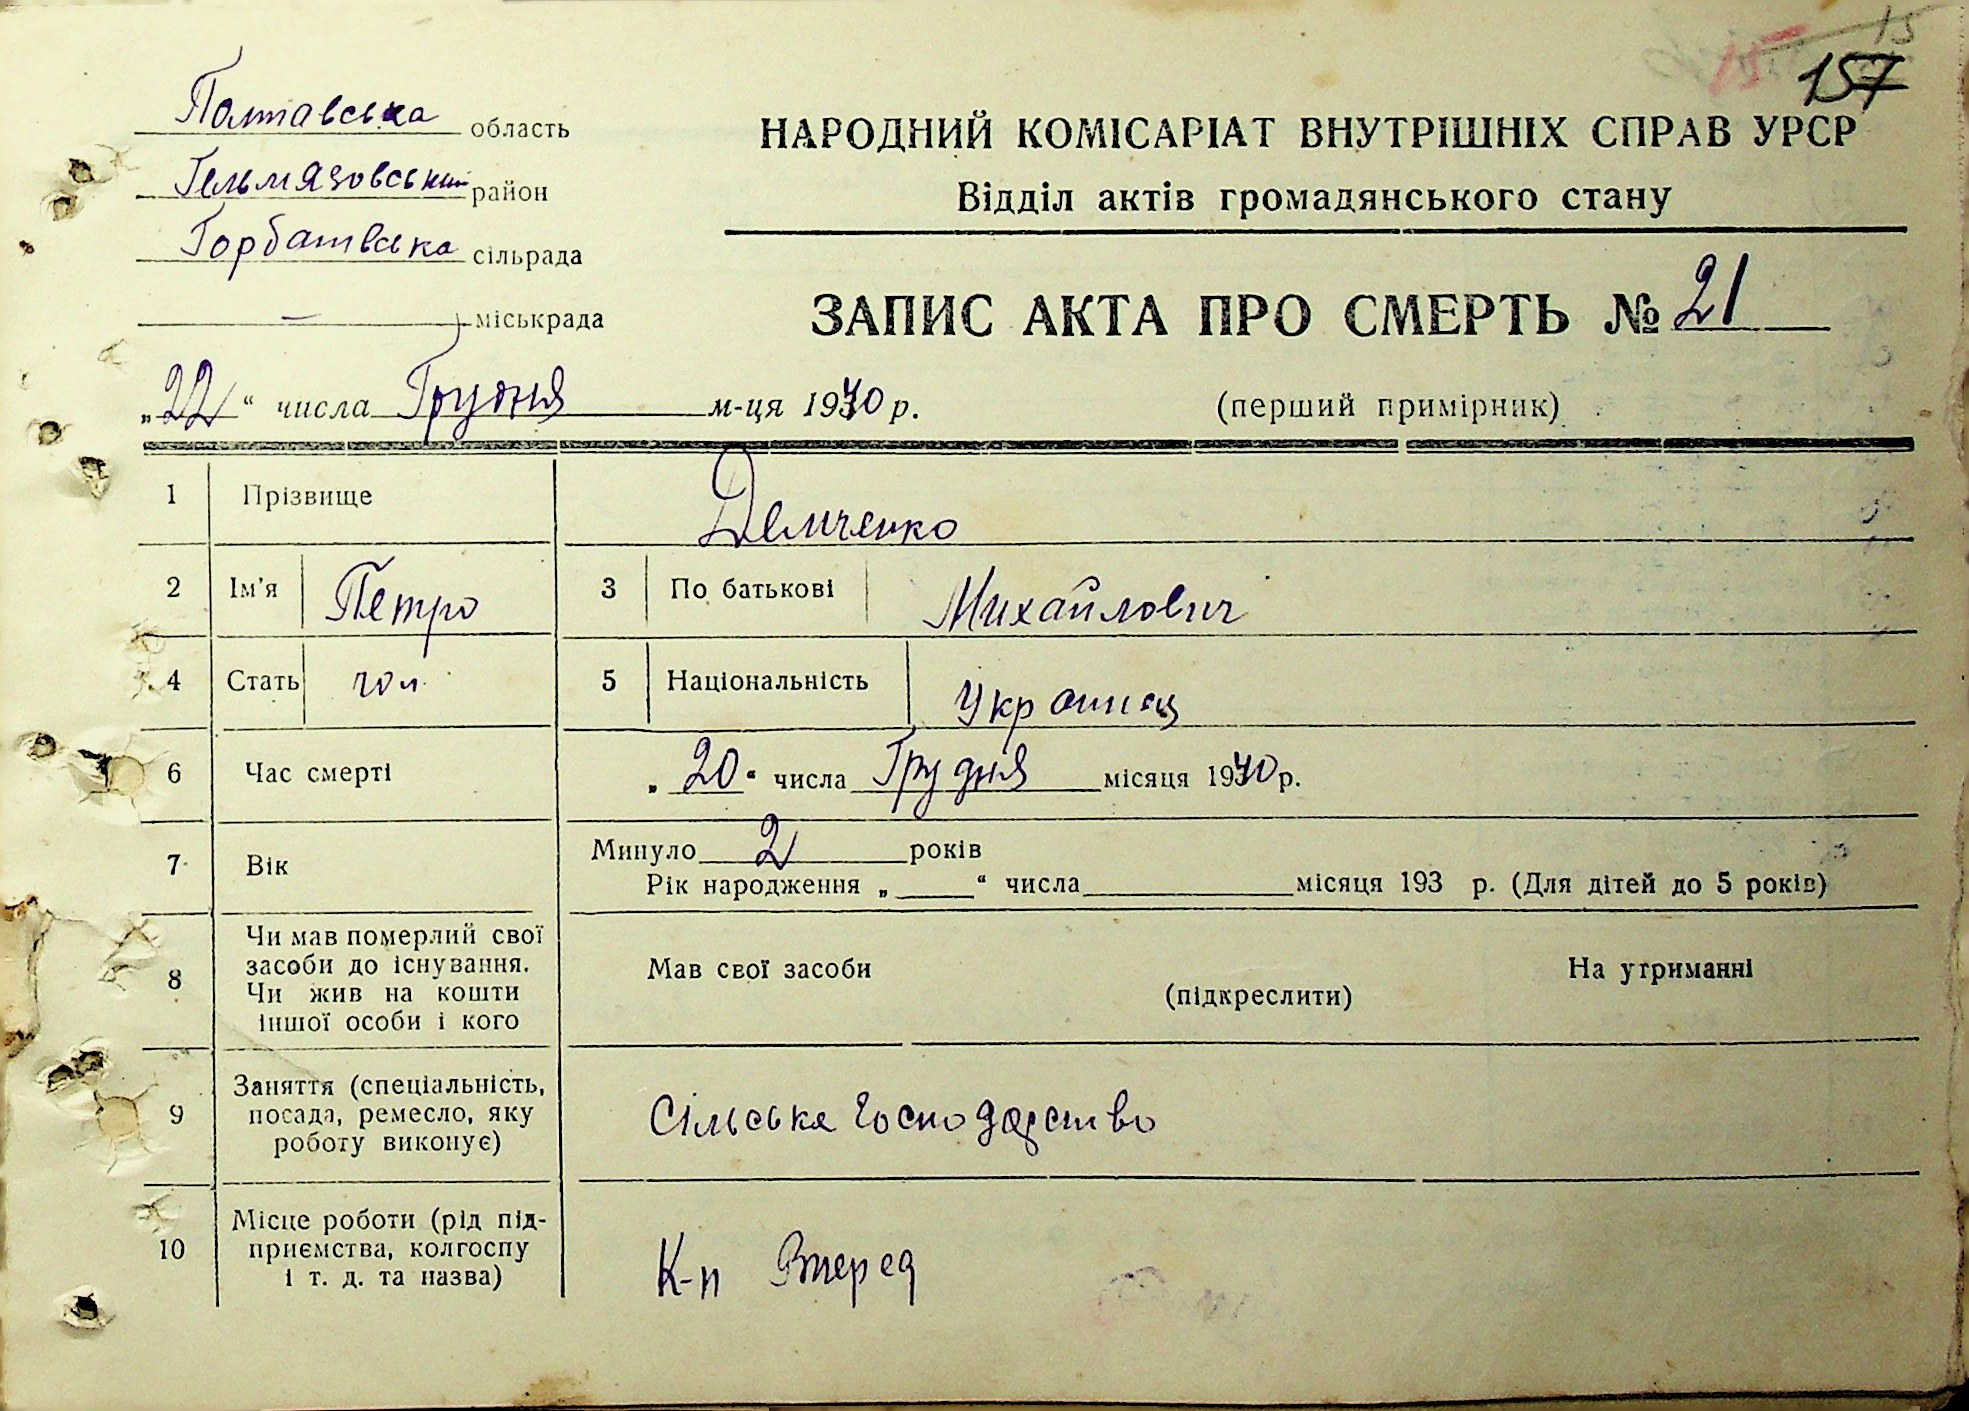 15
157
Полтавська область
Гельмязовський район
Горбатівська сільрада
— міськрада
НАРОДНИЙ КОМІСАРІАТ ВНУТРІШНІХ СПРАВ УРСР
Відділ актів громадянського стану
ЗАПИС АКТА ПРО СМЕРТЬ № 21
„22“ числа Грудня м-ця 1940 р.
(перший примірник)
1 Прізвище Демченко
2 Ім'я Петро 3 По батькові Михайлович
4 Стать чол 5 Національність Украинец
6 Час смерті „20“ числа Грудня місяця 1940 р.
7 Вік Минуло 2 років
Рік народження „ “ числа місяця 193 р. (Для дітей до 5 років)
8 Чи мав померлий свої
засоби до існування.
Чи жив на кошти
іншої особи і кого
Мав свої засоби
(підкреслити)
На утриманні
9 Заняття (спеціальність,
посада, ремесло, яку
роботу виконує)
Сільське господарство
10 Місце роботи (рід під-
приємства, колгоспу
і т. д. та назва)
К-п Вперед